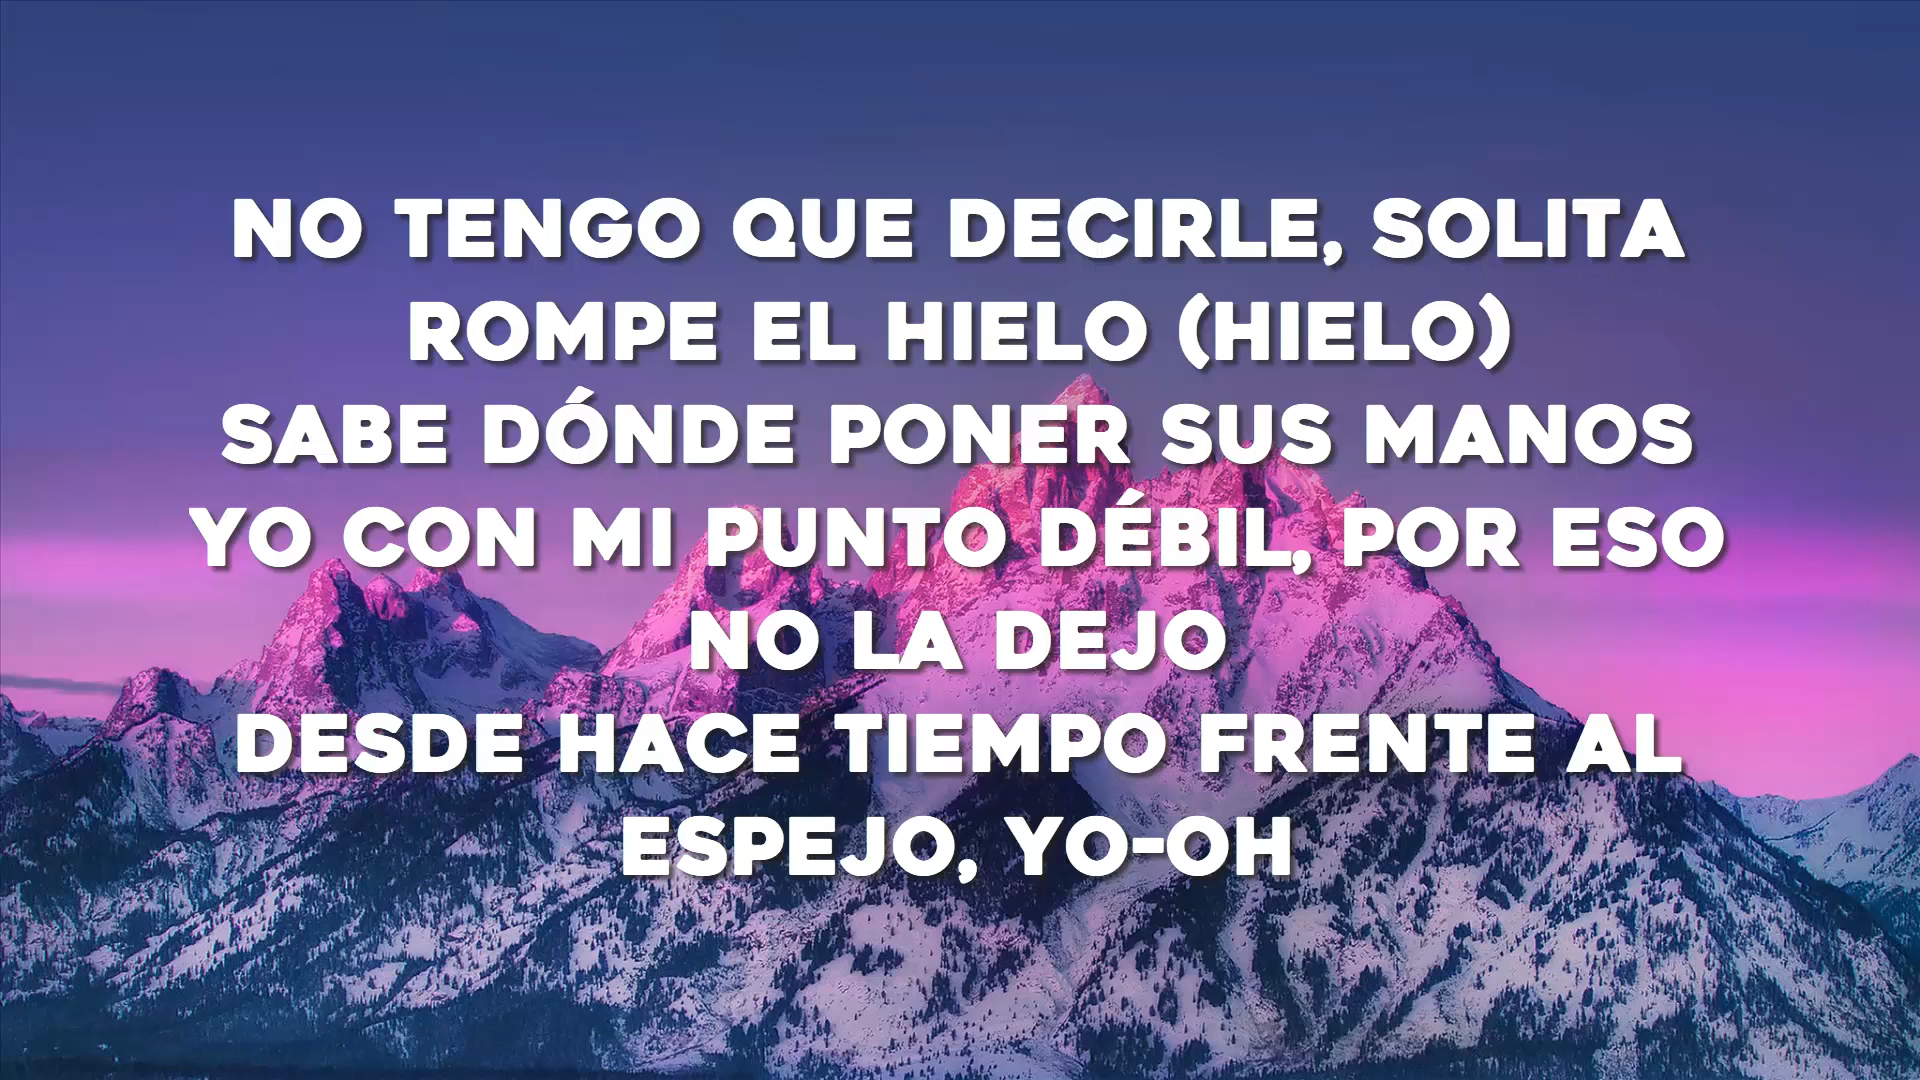 NO TENGO QUE DECIRLE, SOLITA
ROMPE EL HIELO (HIELO)
SABE DÓNDE PONER SUS MANOS
YO CON MI PUNTO DÉBIL, POR ESO
NO LA DEJO
DESDE HACE TIEMPO FRENTE AL
ESPEJO, YO-OH